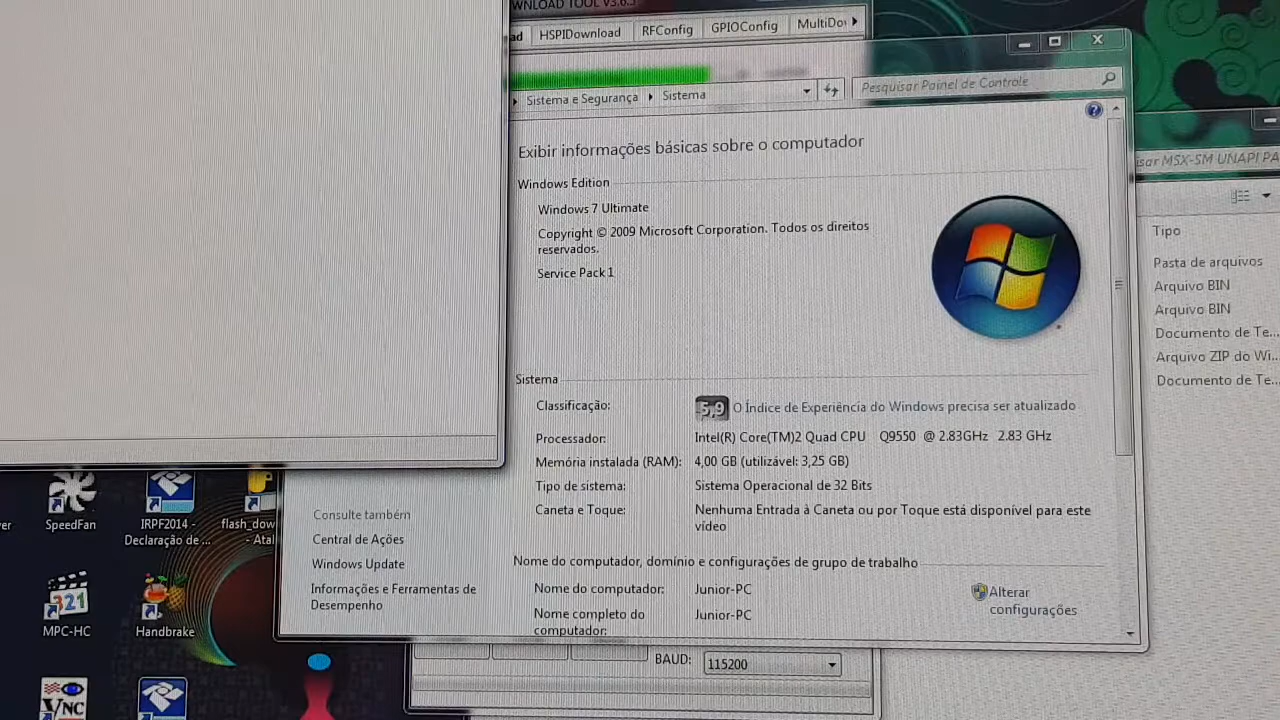 WNLOAD TOOL V3.6.5
ad HSPIDownload RFConfig GPIOConfig MultiDow
Sistema e Segurança ▸ Sistema
Pesquisar Painel de Controle
Exibir informações básicas sobre o computador
Windows Edition
Windows 7 Ultimate
Copyright © 2009 Microsoft Corporation. Todos os direitos
reservados.
Service Pack 1
Sistema
Classificação: 5,9 O Índice de Experiência do Windows precisa ser atualizado
Processador: Intel(R) Core(TM)2 Quad CPU Q9550 @ 2.83GHz 2.83 GHz
Memória instalada (RAM): 4,00 GB (utilizável: 3,25 GB)
Tipo de sistema: Sistema Operacional de 32 Bits
Caneta e Toque: Nenhuma Entrada à Caneta ou por Toque está disponível para este
vídeo
Nome do computador, domínio e configurações de grupo de trabalho
Nome do computador: Junior-PC
Nome completo do
computador: Junior-PC
Alterar
configurações
Consulte também
Central de Ações
Windows Update
Informações e Ferramentas de
Desempenho
isar MSX-SM UNAPI PA
Tipo
Pasta de arquivos
Arquivo BIN
Arquivo BIN
Documento de Te...
Arquivo ZIP do Wi...
Documento de Te...
SpeedFan
IRPF2014 -
Declaração de ...
flash_dow
- Atal
321
MPC-HC
Handbrake
VNC
BAUD: 115200